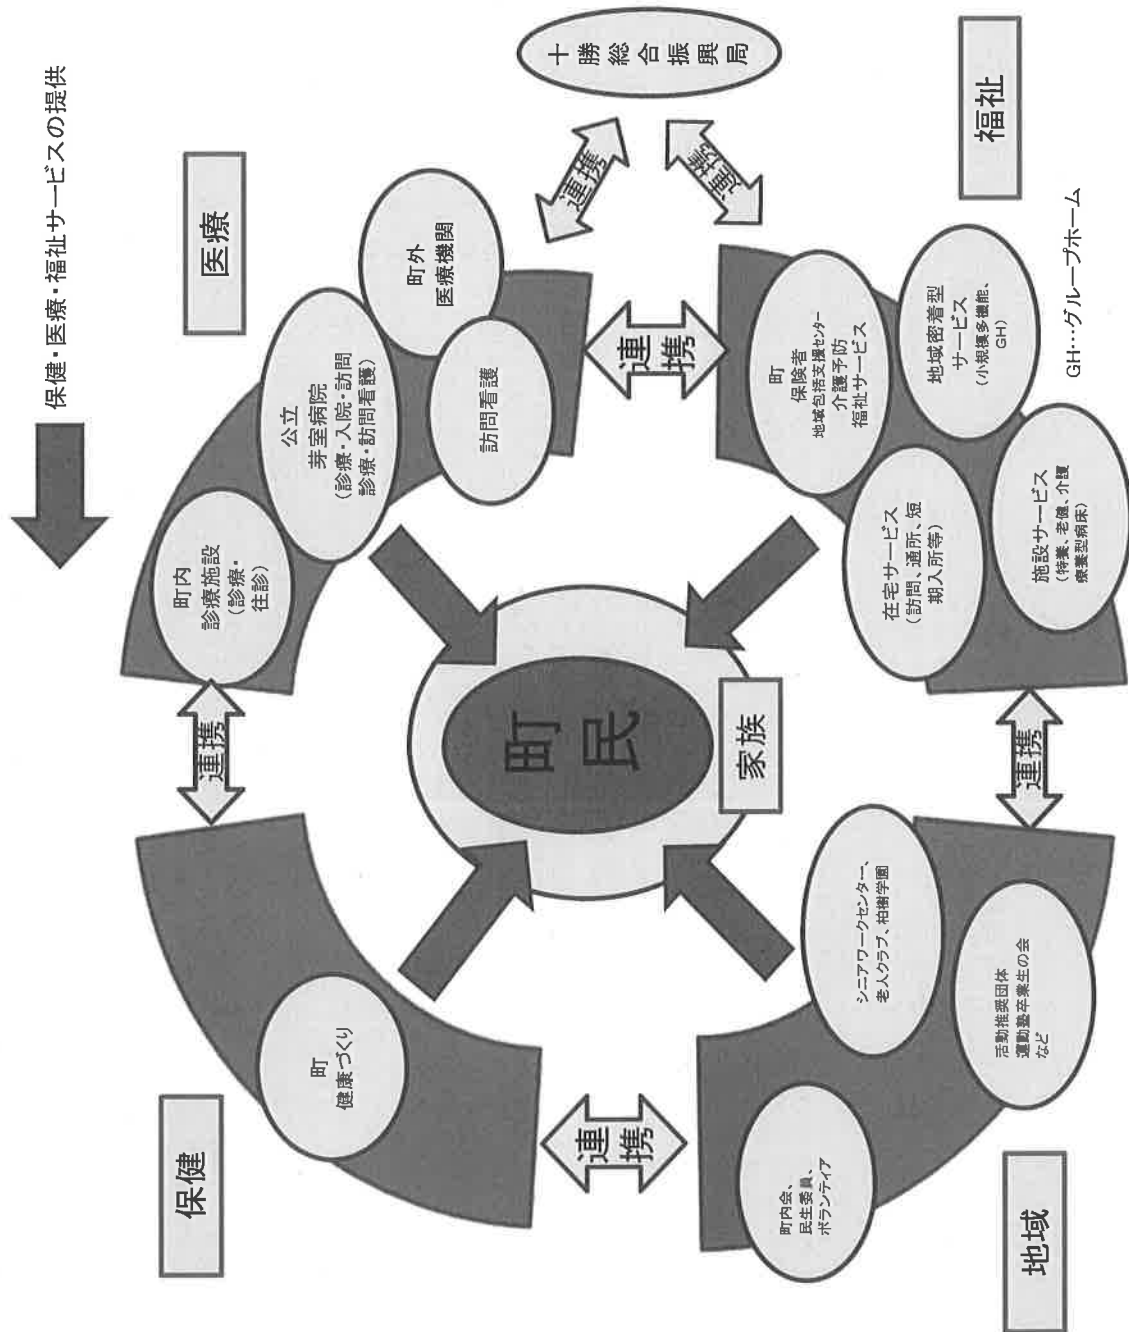 保健・医療・福祉サービスの提供
保健
医療
町
健康づくり
連携
町内
診療施設
(診療・
往診)
公立
芽室病院
(診療・入院・訪問
診療・訪問看護)
町外
医療機関
訪問看護
連携
十勝総合振興局
連携
町民
家族
連携
連携
町内会、
民生委員、
ボランティア
シニアワークセンター、
老人クラブ、柏樹学園
活動推奨団体
運動塾卒業生の会
など
連携
在宅サービス
(訪問、通所、短
期入所等)
町
保険者
地域包括支援センター
介護予防
福祉サービス
施設サービス
(特養、老健、介護
療養型病床)
地域密着型
サービス
(小規模多機能、
GH)
地域
福祉
GH…グループホーム